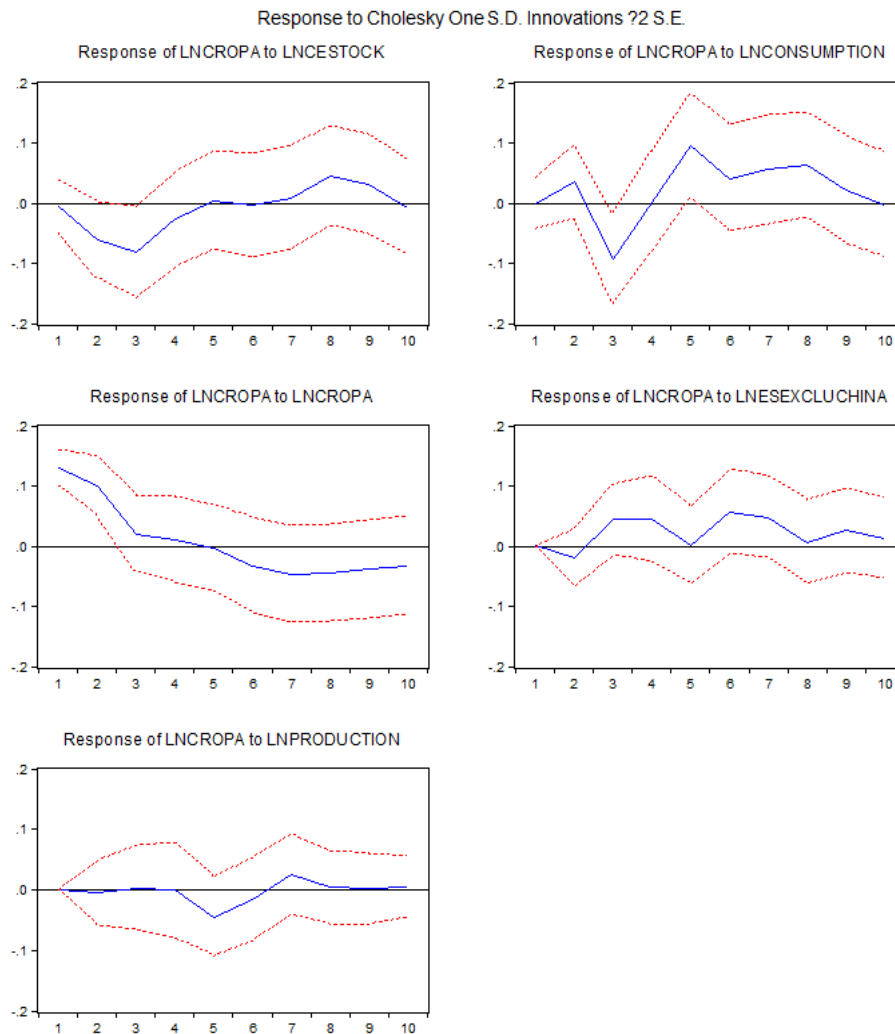 Response to Cholesky One S.D. Innovations ?2 S.E.
Response of LNCROPA to LNCESTOCK
.2
.1
.0
-.1
-.2
1 2 3 4 5 6 7 8 9 10
Response of LNCROPA to LNCONSUMPTION
.2
.1
.0
-.1
-.2
1 2 3 4 5 6 7 8 9 10
Response of LNCROPA to LNCROPA
.2
.1
.0
-.1
-.2
1 2 3 4 5 6 7 8 9 10
Response of LNCROPA to LNESEXCLUCHINA
.2
.1
.0
-.1
-.2
1 2 3 4 5 6 7 8 9 10
Response of LNCROPA to LNPRODUCTION
.2
.1
.0
-.1
-.2
1 2 3 4 5 6 7 8 9 10